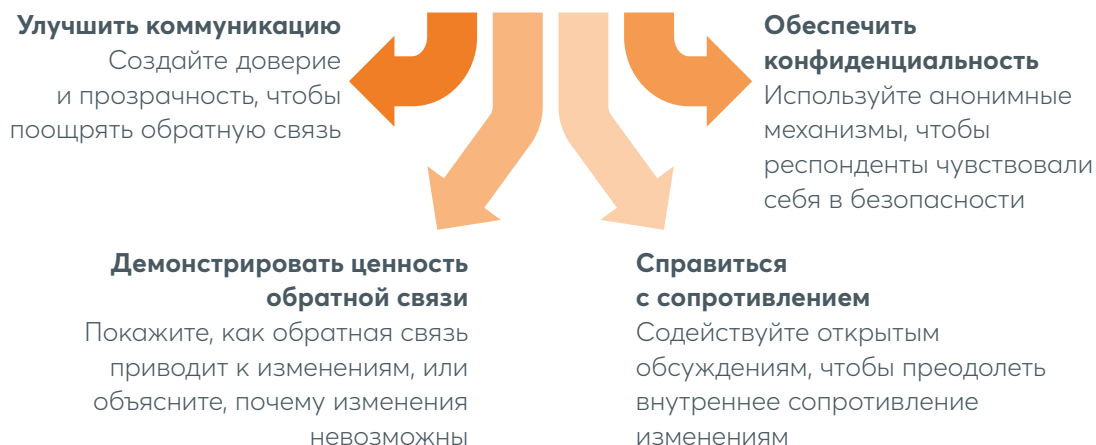 Улучшить коммуникацию
Создайте доверие
и прозрачность, чтобы
поощрять обратную связь
Обеспечить
конфиденциальность
Используйте анонимные
механизмы, чтобы
респонденты чувствовали
себя в безопасности
Демонстрировать ценность
обратной связи
Покажите, как обратная связь
приводит к изменениям, или
объясните, почему изменения
невозможны
Справиться
с сопротивлением
Содействуйте открытым
обсуждениям, чтобы преодолеть
внутреннее сопротивление
изменениям